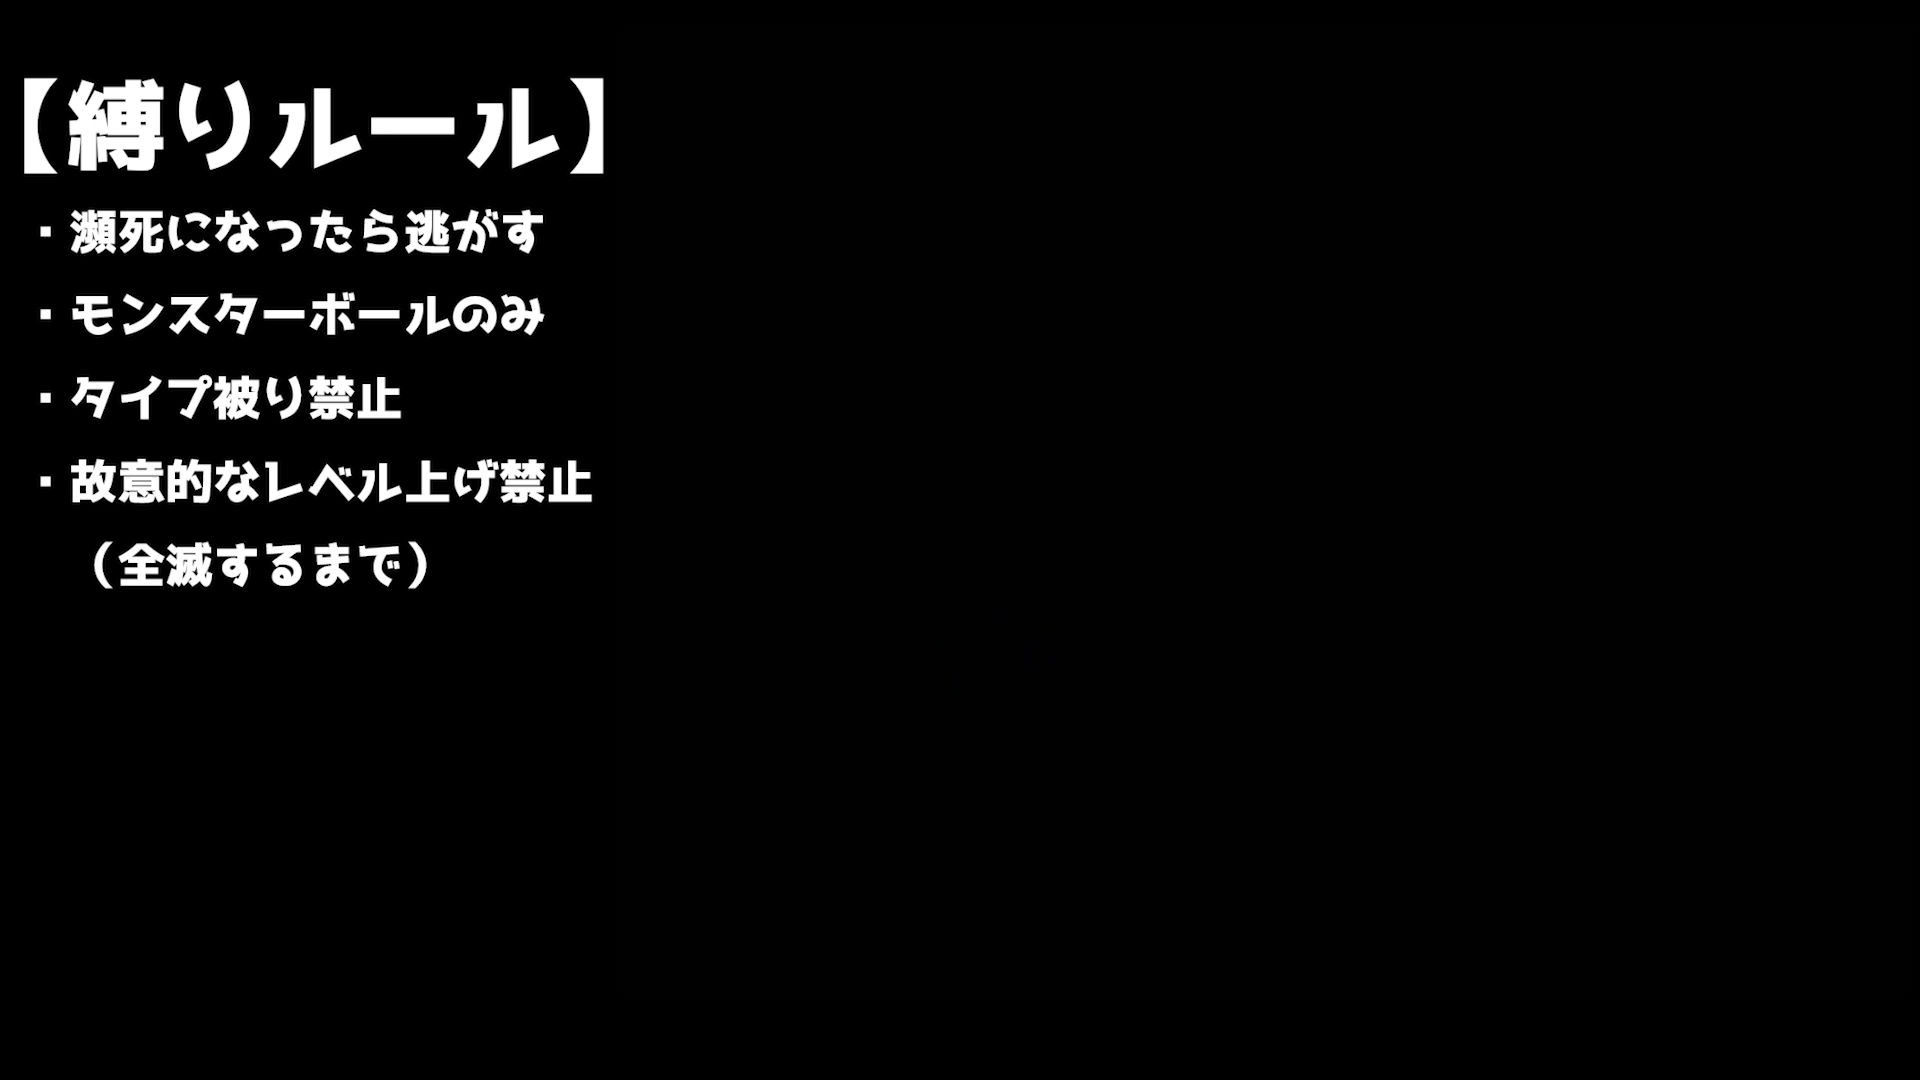 【縛りルール】
・瀕死になったら逃がす
・モンスターボールのみ
・タイプ被り禁止
・故意的なレベル上げ禁止
（全滅するまで）